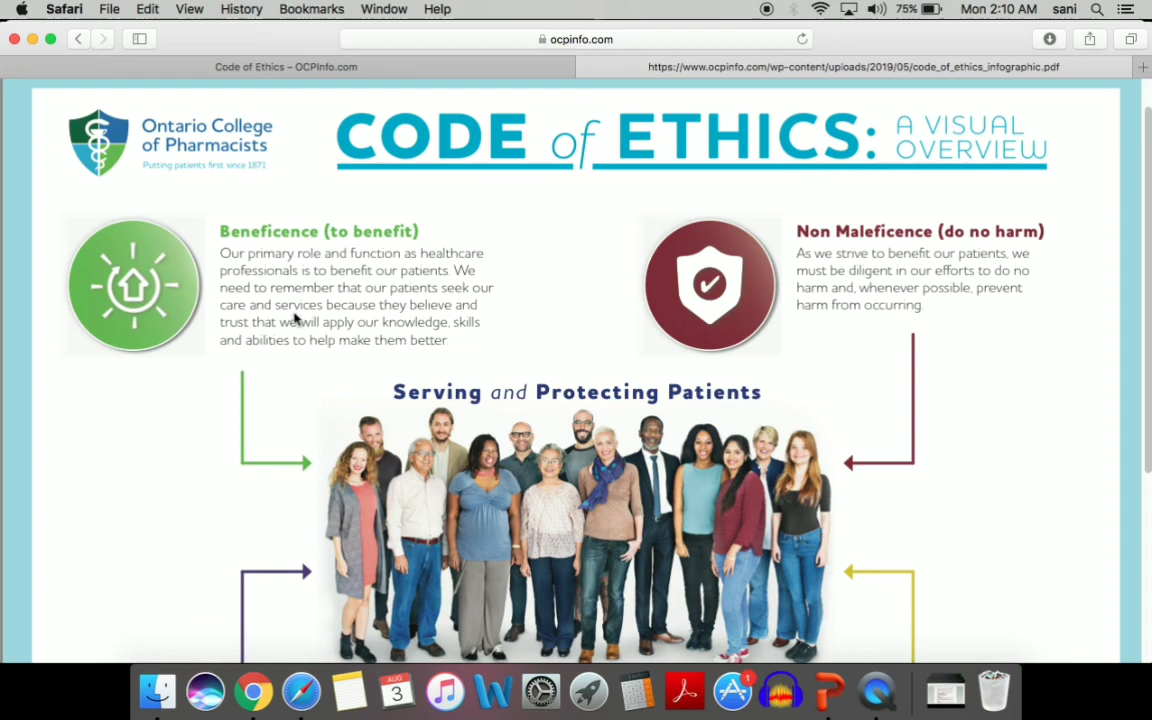 Safari File Edit View History Bookmarks Window Help 75% Mon 2:10 AM sani
ocpinfo.com
Code of Ethics – OCPInfo.com
https://www.ocpinfo.com/wp-content/uploads/2019/05/code_of_ethics_infographic.pdf
Ontario College
of Pharmacists
Putting patients first since 1871
CODE of ETHICS: A VISUAL
OVERVIEW
Beneficence (to benefit)
Our primary role and function as healthcare
professionals is to benefit our patients. We
need to remember that our patients seek our
care and services because they believe and
trust that we will apply our knowledge, skills
and abilities to help make them better.
Non Maleficence (do no harm)
As we strive to benefit our patients, we
must be diligent in our efforts to do no
harm and, whenever possible, prevent
harm from occurring.
Serving and Protecting Patients
AUG
3
1